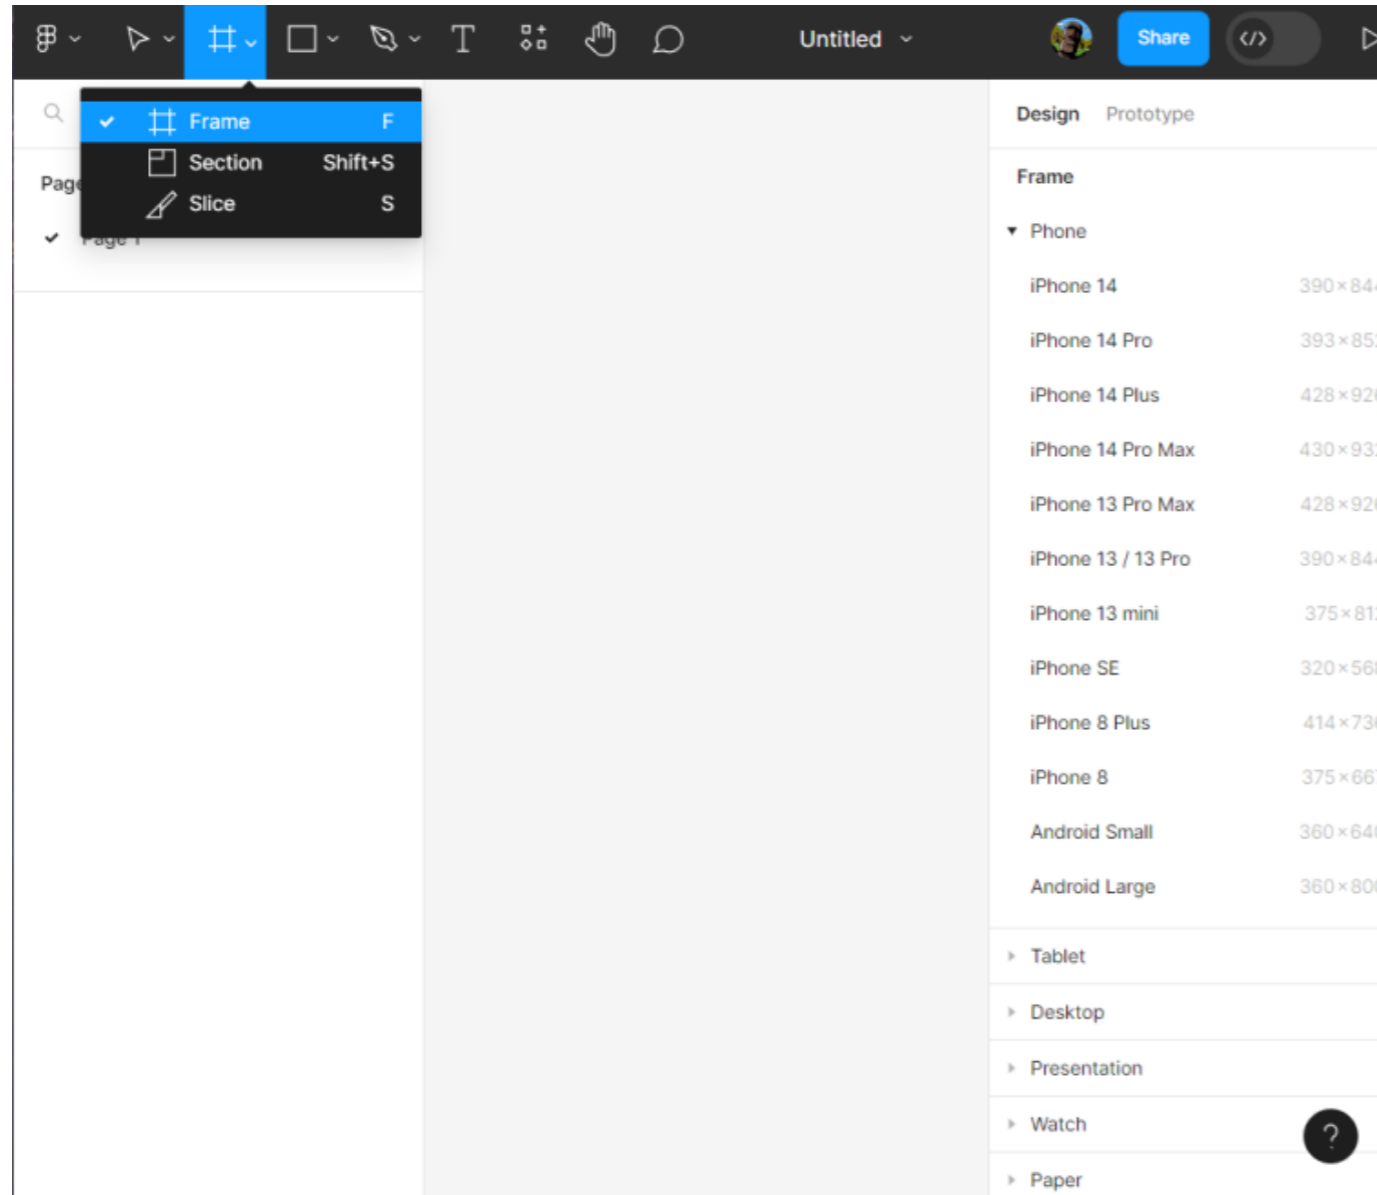 Untitled
Share
Frame F
Section Shift+S
Slice S
Page 1
Design Prototype
Frame
Phone
iPhone 14
iPhone 14 Pro
iPhone 14 Plus
iPhone 14 Pro Max
iPhone 13 Pro Max
iPhone 13 / 13 Pro
iPhone 13 mini
iPhone SE
iPhone 8 Plus
iPhone 8
Android Small
Android Large
Tablet
Desktop
Presentation
Watch
Paper